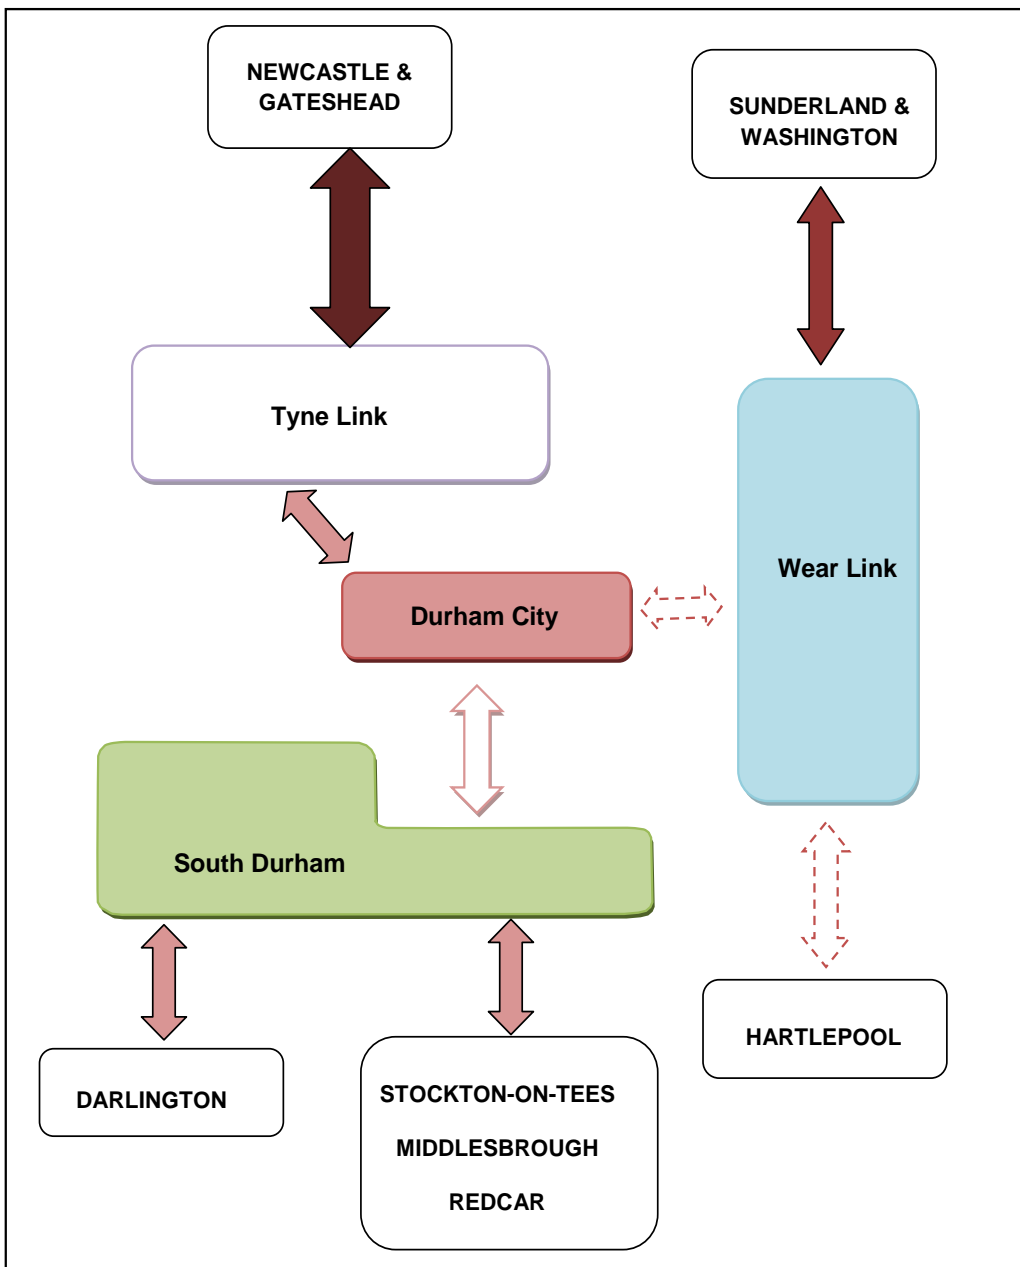 NEWCASTLE &
GATESHEAD
SUNDERLAND &
WASHINGTON
Tyne Link
Wear Link
Durham City
South Durham
HARTLEPOOL
DARLINGTON
STOCKTON-ON-TEES
MIDDLESBROUGH
REDCAR